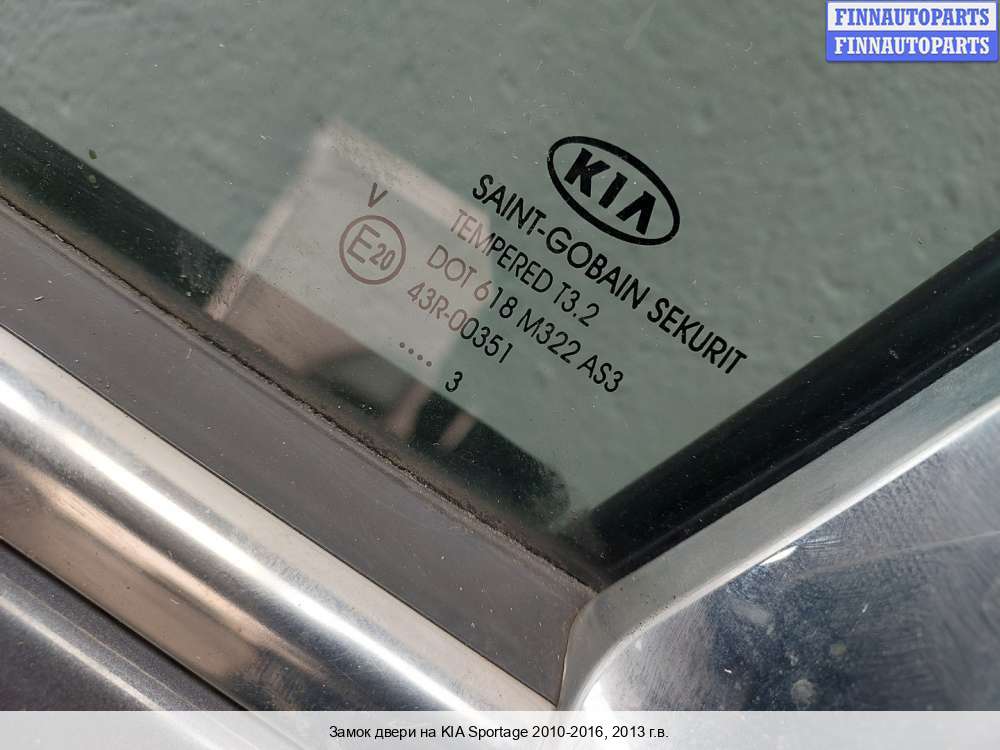 FINNAUTOPARTS
FINNAUTOPARTS
KIA
SAINT-GOBAIN SEKURIT
V
TEMPERED T3.2
E20
DOT 618 M322 AS3
43R-00351
.... 3
Замок двери на KIA Sportage 2010-2016, 2013 г.в.